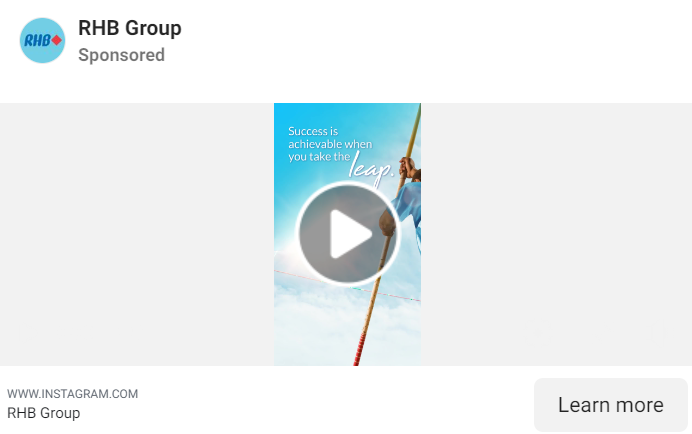 RHB
RHB Group
Sponsored
Success is
achievable when
you take the
leap.
WWW.INSTAGRAM.COM
RHB Group
Learn more